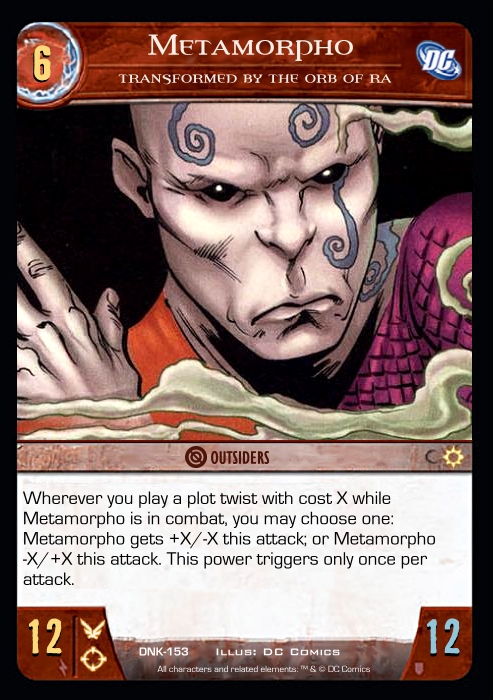 6
METAMORPHO
TRANSFORMED BY THE ORB OF RA
DC
OUTSIDERS
Wherever you play a plot twist with cost X while
Metamorpho is in combat, you may choose one:
Metamorpho gets +X/-X this attack; or Metamorpho
-X/+X this attack. This power triggers only once per
attack.
12
DNK-153 ILLUS: DC COMICS
All characters and related elements: ™ & © DC Comics
12